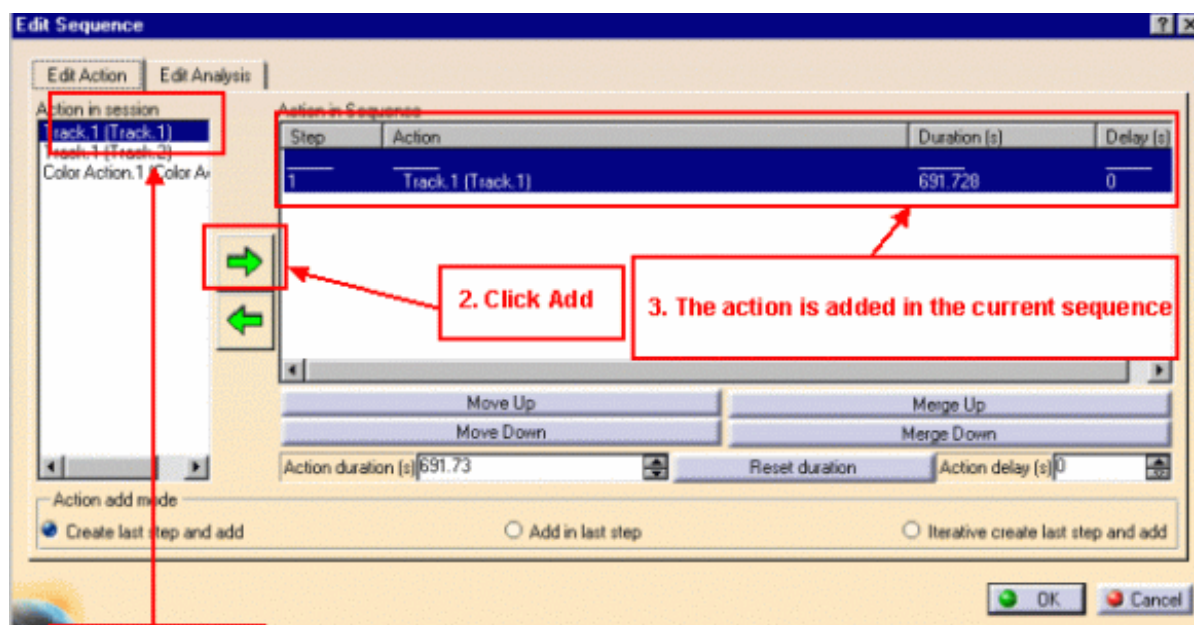 Edit Sequence
Edit Action
Edit Analysis
Action in session
Action in Sequence
Track.1 (Track.1)
Track.1 (Track.2)
Color Action.1 (Color A
Step
Action
Duration (s)
Delay (s)
1
Track.1 (Track.1)
691.728
0
2. Click Add
3. The action is added in the current sequence
Move Up
Merge Up
Move Down
Merge Down
Action duration (s)
691.73
Reset duration
Action delay (s)
0
Action add mode
Create last step and add
Add in last step
Iterative create last step and add
OK
Cancel